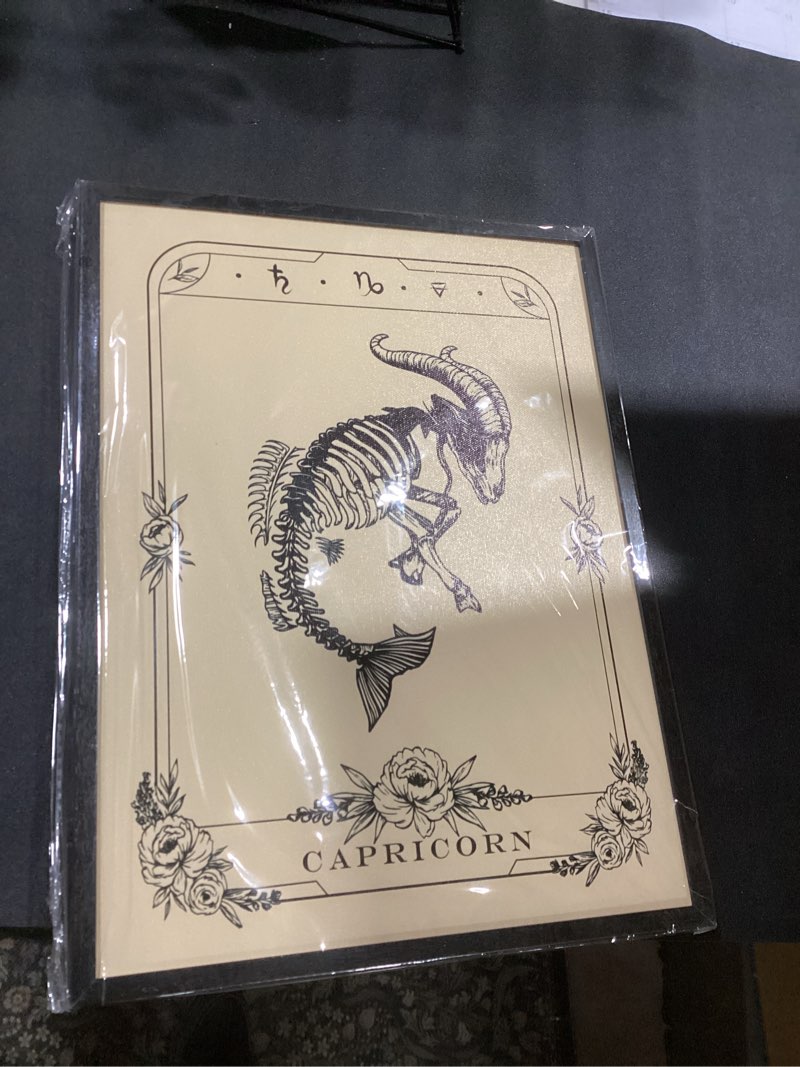 ♄ ♑ 🜃
CAPRICORN